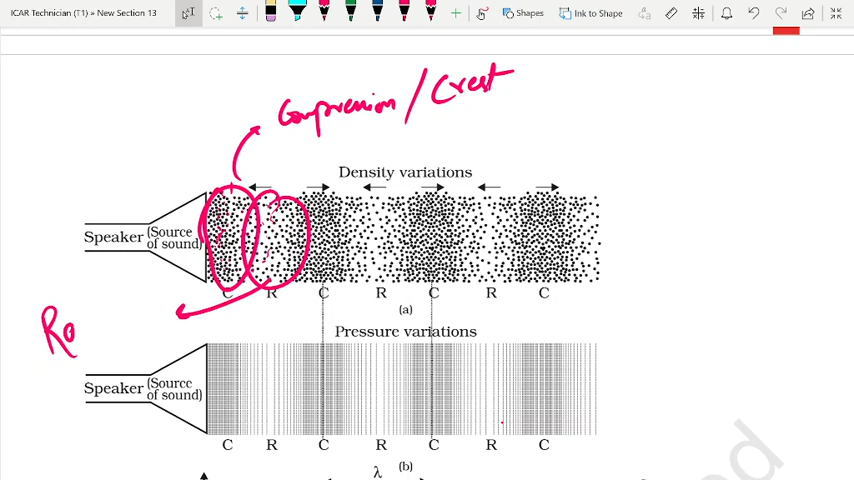 ICAR Technician (T1) » New Section 13
Shapes
Ink to Shape
Compression / Crest
Density variations
Speaker (Source of sound)
C R C R C R C
(a)
Ra
Pressure variations
Speaker (Source of sound)
C R C R C R C
(b)
λ